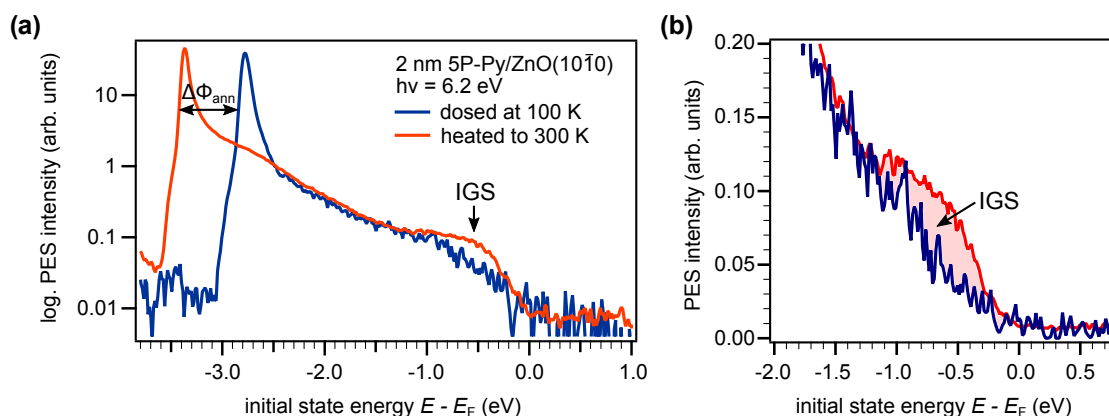 (a)
log. PES intensity (arb. units)
10
1
0.1
0.01
ΔΦann
2 nm 5P-Py/ZnO(101̄0)
hν = 6.2 eV
dosed at 100 K
heated to 300 K
IGS
-3.0
-2.0
-1.0
0.0
1.0
initial state energy E - EF (eV)
(b)
PES intensity (arb. units)
0.20
0.15
0.10
0.05
0.00
IGS
-2.0
-1.5
-1.0
-0.5
0.0
0.5
initial state energy E - EF (eV)